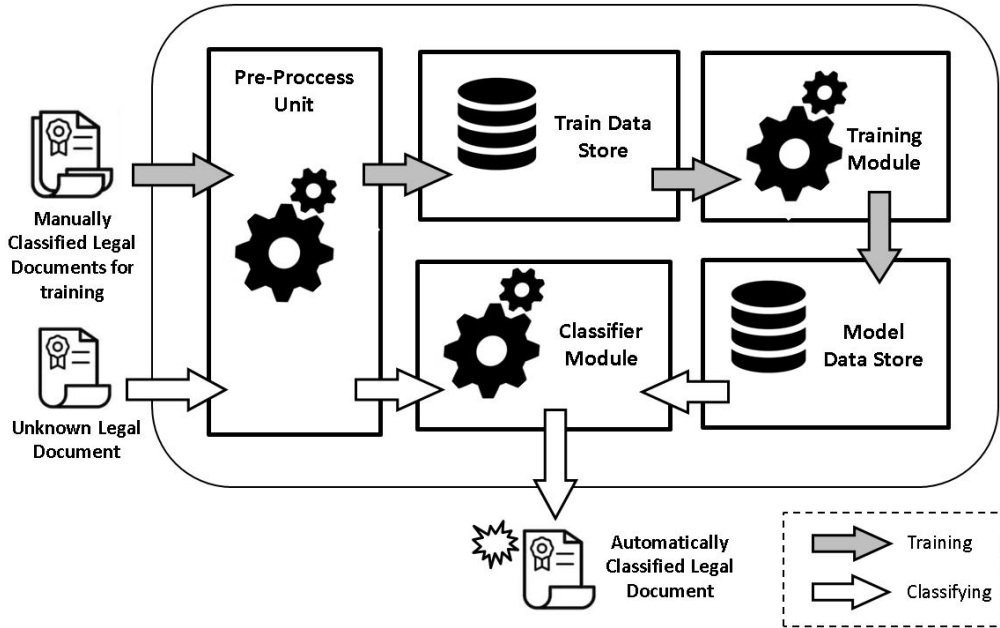 Pre-Proccess
Unit
Train Data
Store
Training
Module
Manually
Classified Legal
Documents for
training
Classifier
Module
Model
Data Store
Unknown Legal
Document
Automatically
Classified Legal
Document
Training
Classifying